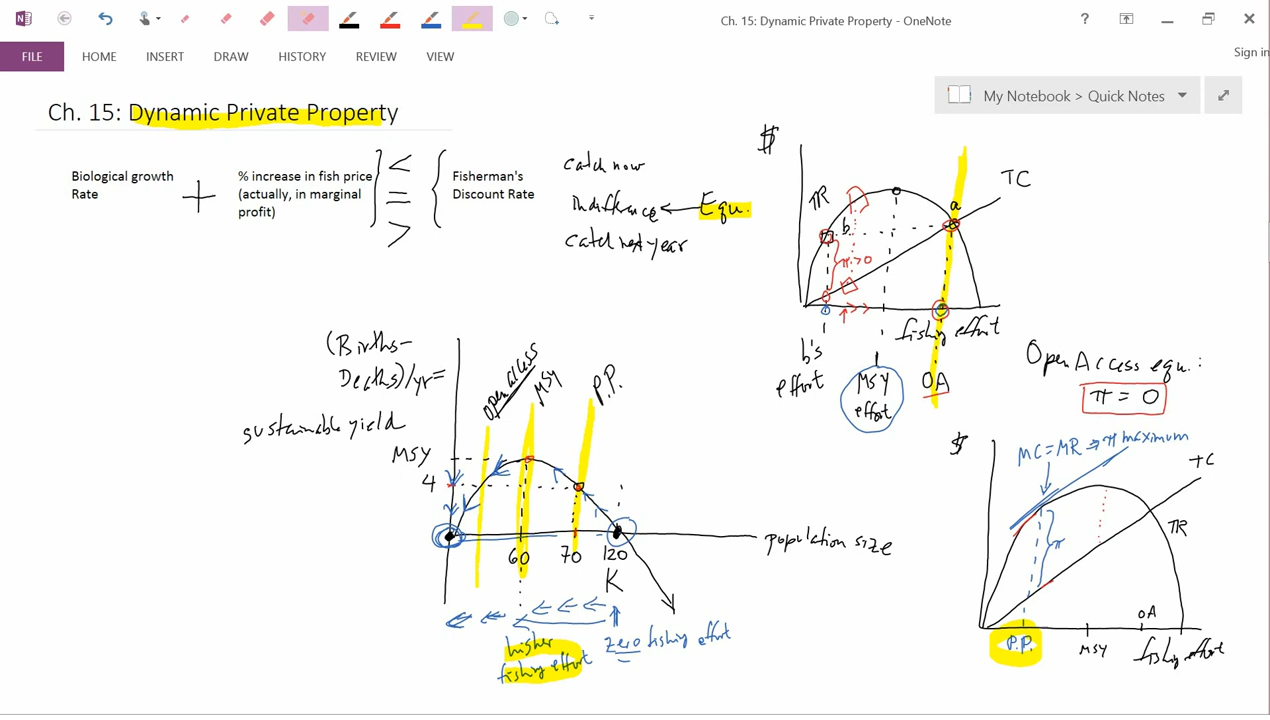 Ch. 15: Dynamic Private Property - OneNote
?
Sign in
FILE HOME INSERT DRAW HISTORY REVIEW VIEW
My Notebook > Quick Notes
Ch. 15: Dynamic Private Property
Biological growth
Rate
+
% increase in fish price
(actually, in marginal
profit)
<
=
>
Fisherman's
Discount Rate
catch now
indifference ← Equ.
catch next year
$
TR
TC
a
b
π>0
fishing effort
b's
effort
MSY
effort
OA
Open Access equ:
π = 0
(Births-
Deaths)/yr=
sustainable yield
open access
MSY
P.P.
MSY
4
60
70
120
K
population size
higher
fishing effort
zero fishing effort
$
MC=MR ⇒ π maximum
TC
TR
π
P.P.
MSY
OA
fishing effort